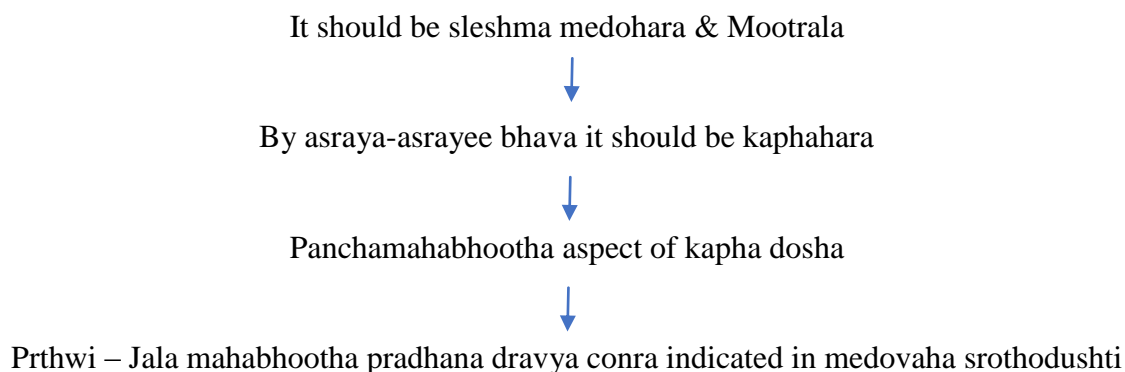 It should be sleshma medohara & Mootrala
By asraya-asrayee bhava it should be kaphahara
Panchamahabhootha aspect of kapha dosha
Prthwi – Jala mahabhootha pradhana dravya conra indicated in medovaha srothodushti